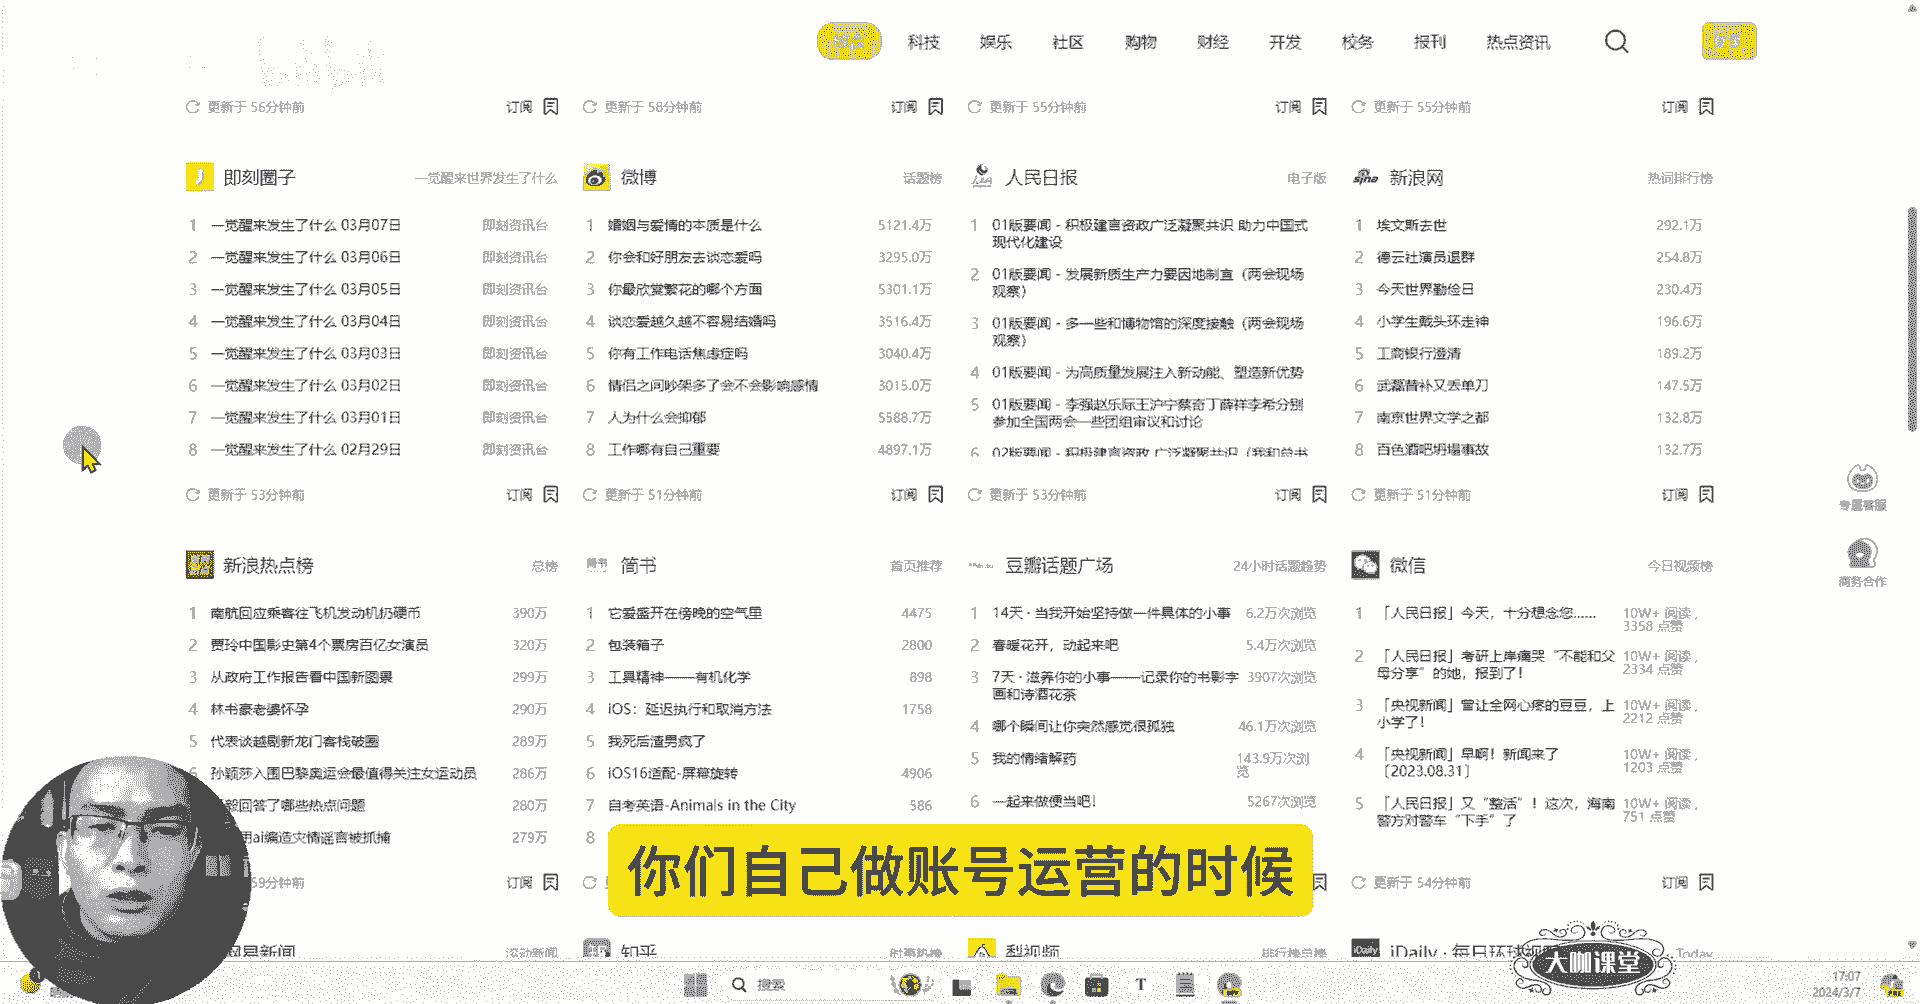 科技 娱乐 社区 购物 财经 开发 校务 报刊 热点资讯
更新于 56分钟前 订阅
更新于 58分钟前 订阅
更新于 55分钟前 订阅
更新于 55分钟前 订阅
即刻圈子 一觉醒来世界发生了什么
1 一觉醒来发生了什么 03月07日 即刻资讯台
2 一觉醒来发生了什么 03月06日 即刻资讯台
3 一觉醒来发生了什么 03月05日 即刻资讯台
4 一觉醒来发生了什么 03月04日 即刻资讯台
5 一觉醒来发生了什么 03月03日 即刻资讯台
6 一觉醒来发生了什么 03月02日 即刻资讯台
7 一觉醒来发生了什么 03月01日 即刻资讯台
8 一觉醒来发生了什么 02月29日 即刻资讯台
更新于 53分钟前 订阅
微博 话题榜
1 婚姻与爱情的本质是什么 5121.4万
2 你会和好朋友去谈恋爱吗 3295.0万
3 你最欣赏繁花的哪个方面 5301.1万
4 谈恋爱越久越不容易结婚吗 3516.4万
5 你有工作电话焦虑症吗 3040.4万
6 情侣之间吵架多了会不会影响感情 3015.0万
7 人为什么会抑郁 5588.7万
8 工作哪有自己重要 4897.1万
更新于 51分钟前 订阅
人民日报 电子版
1 01版要闻 - 积极建言资政广泛凝聚共识 助力中国式
现代化建设
2 01版要闻 - 发展新质生产力要因地制宜（两会现场
观察）
3 01版要闻 - 多一些和博物馆的深度接触（两会现场
观察）
4 01版要闻 - 为高质量发展注入新动能、塑造新优势
5 01版要闻 - 李强赵乐际王沪宁蔡奇丁薛祥李希分别
参加全国两会一些团组审议和讨论
6 02版要闻 - 积极建言资政 广泛凝聚共识（我和总书
更新于 53分钟前 订阅
sina 新浪网 热词排行榜
1 埃文斯去世 292.1万
2 德云社演员退群 254.8万
3 今天世界勤俭日 230.4万
4 小学生戴头环走神 196.6万
5 工商银行澄清 189.2万
6 武磊替补又丢单刀 147.5万
7 南京世界文学之都 132.8万
8 百色酒吧坍塌事故 132.7万
更新于 51分钟前 订阅
专属客服
商务合作
新浪热点榜 总榜
1 南航回应乘客往飞机发动机扔硬币 390万
2 贾玲中国影史第4个票房百亿女演员 320万
3 从政府工作报告看中国新图景 299万
4 林书豪老婆怀孕 290万
5 代表谈越剧新龙门客栈破圈 289万
6 孙颖莎入围巴黎奥运会最值得关注女运动员 286万
毅回答了哪些热点问题 280万
用ai编造灾情谣言被抓捕 279万
59分钟前 订阅
简书 简书 首页推荐
1 它爱盛开在傍晚的空气里 4475
2 包装箱子 2800
3 工具精神——有机化学 898
4 iOS：延迟执行和取消方法 1758
5 我死后渣男疯了
6 iOS16适配-屏幕旋转 4906
7 自考英语-Animals in the City 586
8
豆瓣话题广场 24小时话题趋势
1 14天 · 当我开始坚持做一件具体的小事 6.2万次浏览
2 春暖花开，动起来吧 5.4万次浏览
3 7天 · 滋养你的小事——记录你的书影字 3907次浏览
画和诗酒花茶
4 哪个瞬间让你突然感觉很孤独 46.1万次浏览
5 我的情绪解药 143.9万次浏
览
6 一起来做便当吧！ 5267次浏览
微信 今日视频榜
1 「人民日报」今天，十分想念您…… 10W+ 阅读，
3358 点赞
2 「人民日报」考研上岸痛哭“不能和父 10W+ 阅读，
母分享”的她，报到了！ 2334 点赞
3 「央视新闻」曾让全网心疼的豆豆，上 10W+ 阅读，
小学了！ 2212 点赞
4 「央视新闻」早啊！新闻来了 10W+ 阅读，
〔2023.08.31〕 1203 点赞
5 「人民日报」又“整活”！这次，海南 10W+ 阅读，
警方对警车“下手”了 751 点赞
更新于 54分钟前 订阅
你们自己做账号运营的时候
网易新闻 滚动新闻
知乎 时事热榜
梨视频 排行榜总榜
iDaily iDaily · 每日环球视 Today
大咖课堂
搜索
17:07
2024/3/7